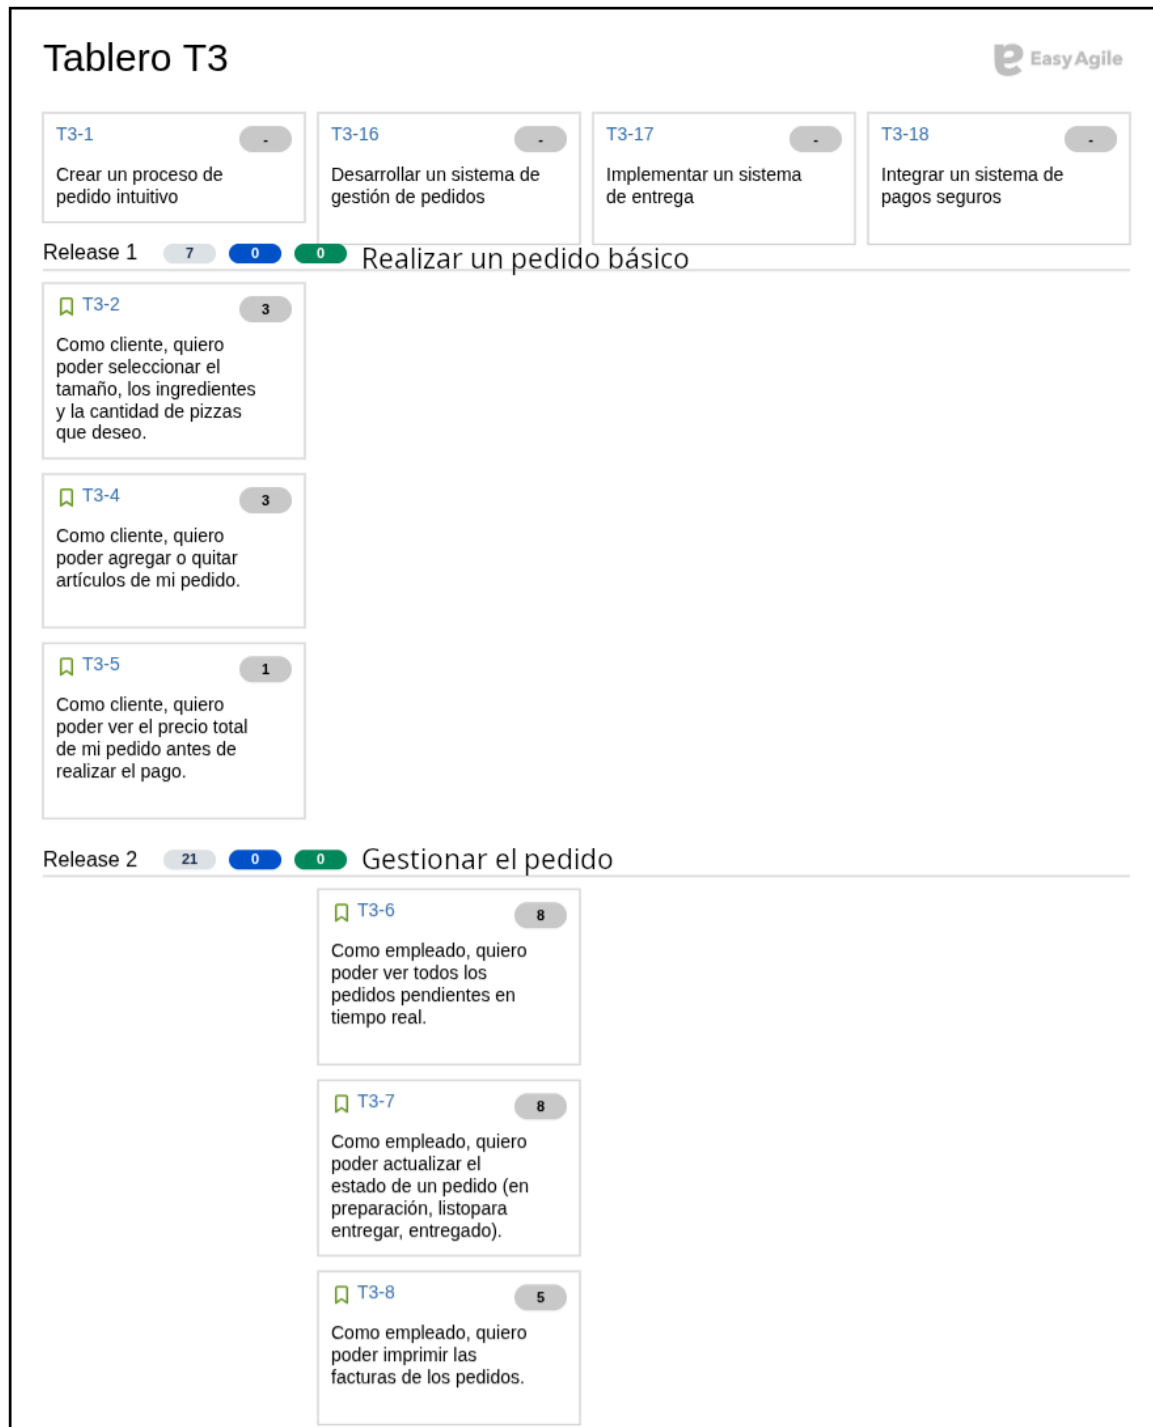 Tablero T3
EasyAgile
T3-1
-
Crear un proceso de
pedido intuitivo
T3-16
-
Desarrollar un sistema de
gestión de pedidos
T3-17
-
Implementar un sistema
de entrega
T3-18
-
Integrar un sistema de
pagos seguros
Release 1 7 0 0 Realizar un pedido básico
T3-2
3
Como cliente, quiero
poder seleccionar el
tamaño, los ingredientes
y la cantidad de pizzas
que deseo.
T3-4
3
Como cliente, quiero
poder agregar o quitar
artículos de mi pedido.
T3-5
1
Como cliente, quiero
poder ver el precio total
de mi pedido antes de
realizar el pago.
Release 2 21 0 0 Gestionar el pedido
T3-6
8
Como empleado, quiero
poder ver todos los
pedidos pendientes en
tiempo real.
T3-7
8
Como empleado, quiero
poder actualizar el
estado de un pedido (en
preparación, listopara
entregar, entregado).
T3-8
5
Como empleado, quiero
poder imprimir las
facturas de los pedidos.